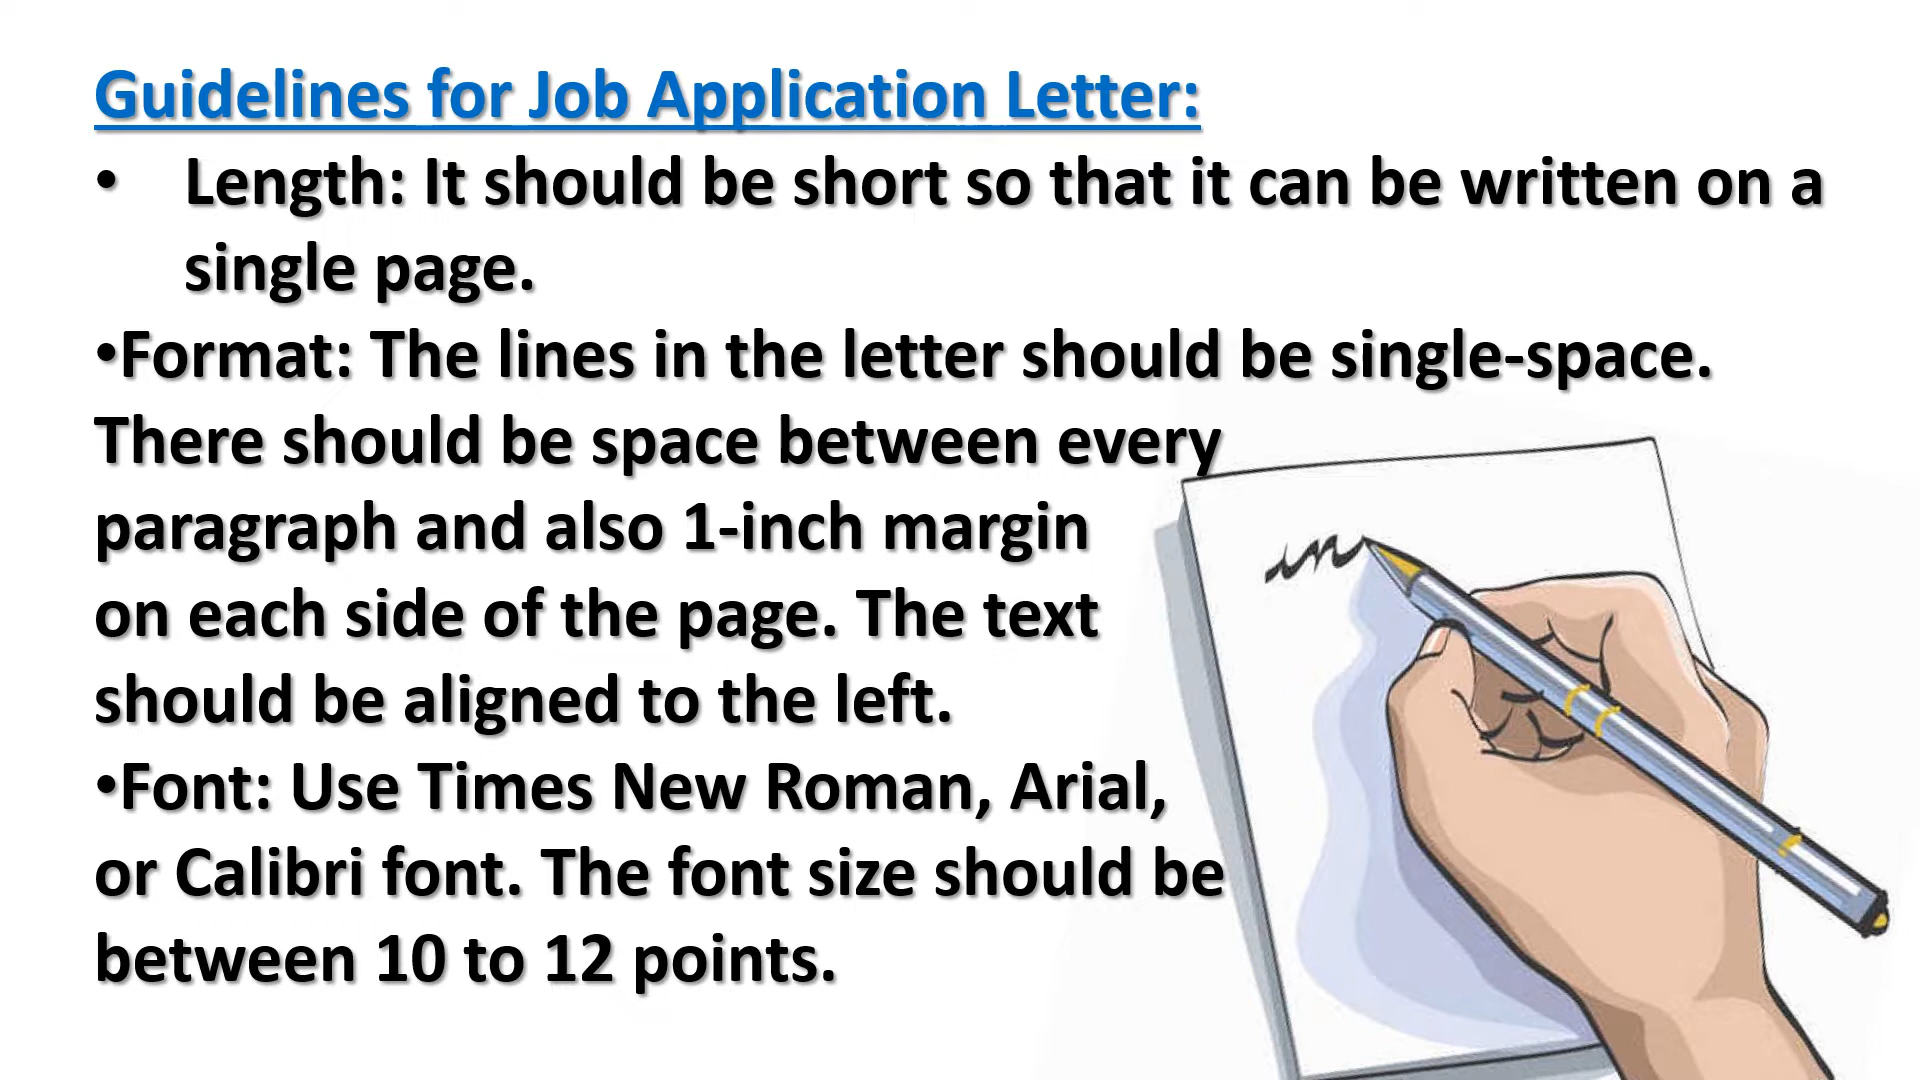 Guidelines for Job Application Letter:
• Length: It should be short so that it can be written on a
single page.
•Format: The lines in the letter should be single-space.
There should be space between every
paragraph and also 1-inch margin
on each side of the page. The text
should be aligned to the left.
•Font: Use Times New Roman, Arial,
or Calibri font. The font size should be
between 10 to 12 points.